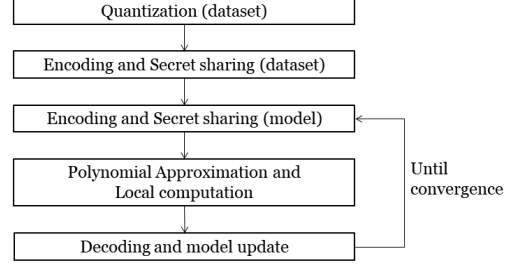 Quantization (dataset)
Encoding and Secret sharing (dataset)
Encoding and Secret sharing (model)
Polynomial Approximation and
Local computation
Until
convergence
Decoding and model update